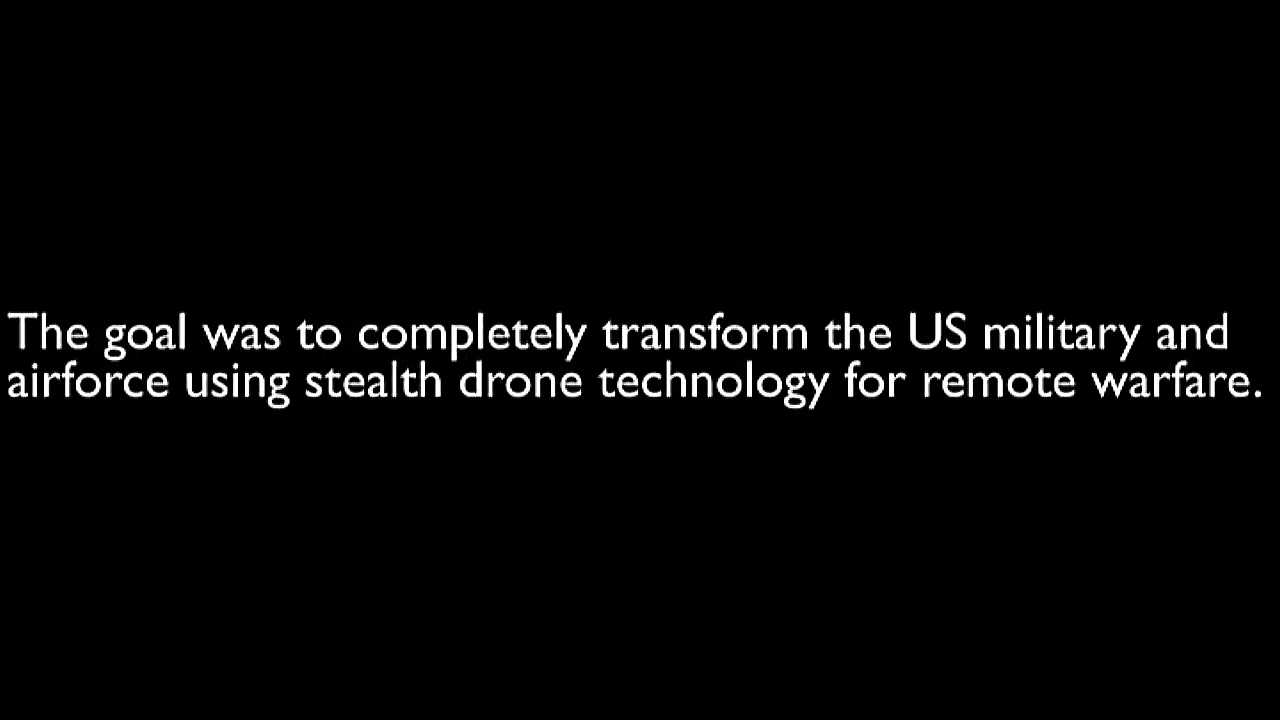 The goal was to completely transform the US military and
airforce using stealth drone technology for remote warfare.